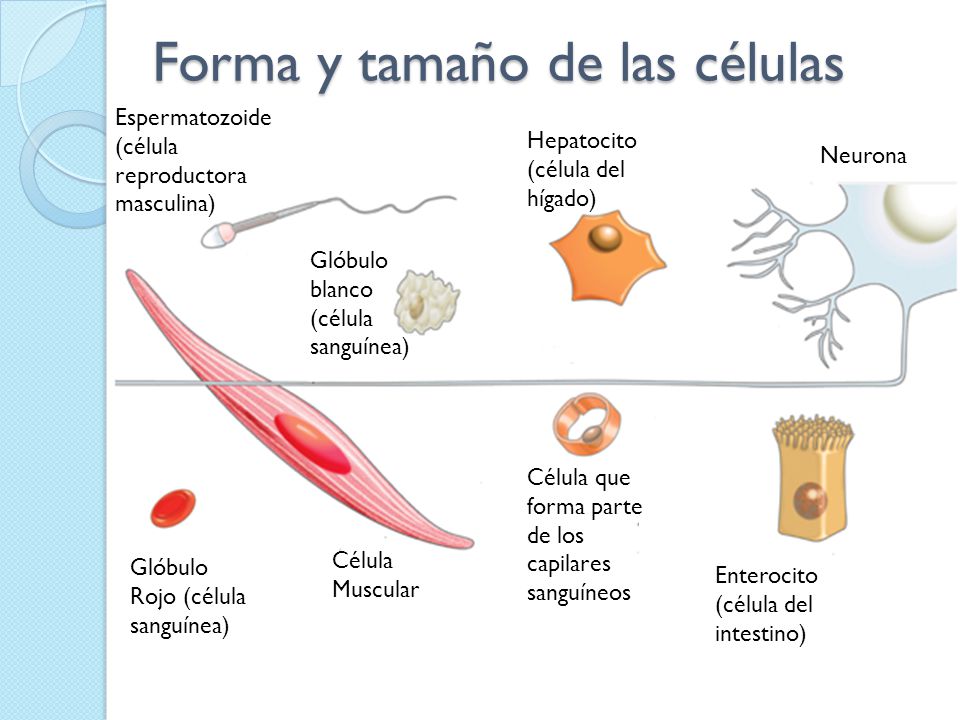 Forma y tamaño de las células
Espermatozoide
(célula
reproductora
masculina)
Hepatocito
(célula del
hígado)
Neurona
Glóbulo
blanco
(célula
sanguínea)
Glóbulo
Rojo (célula
sanguínea)
Célula
Muscular
Célula que
forma parte
de los
capilares
sanguíneos
Enterocito
(célula del
intestino)